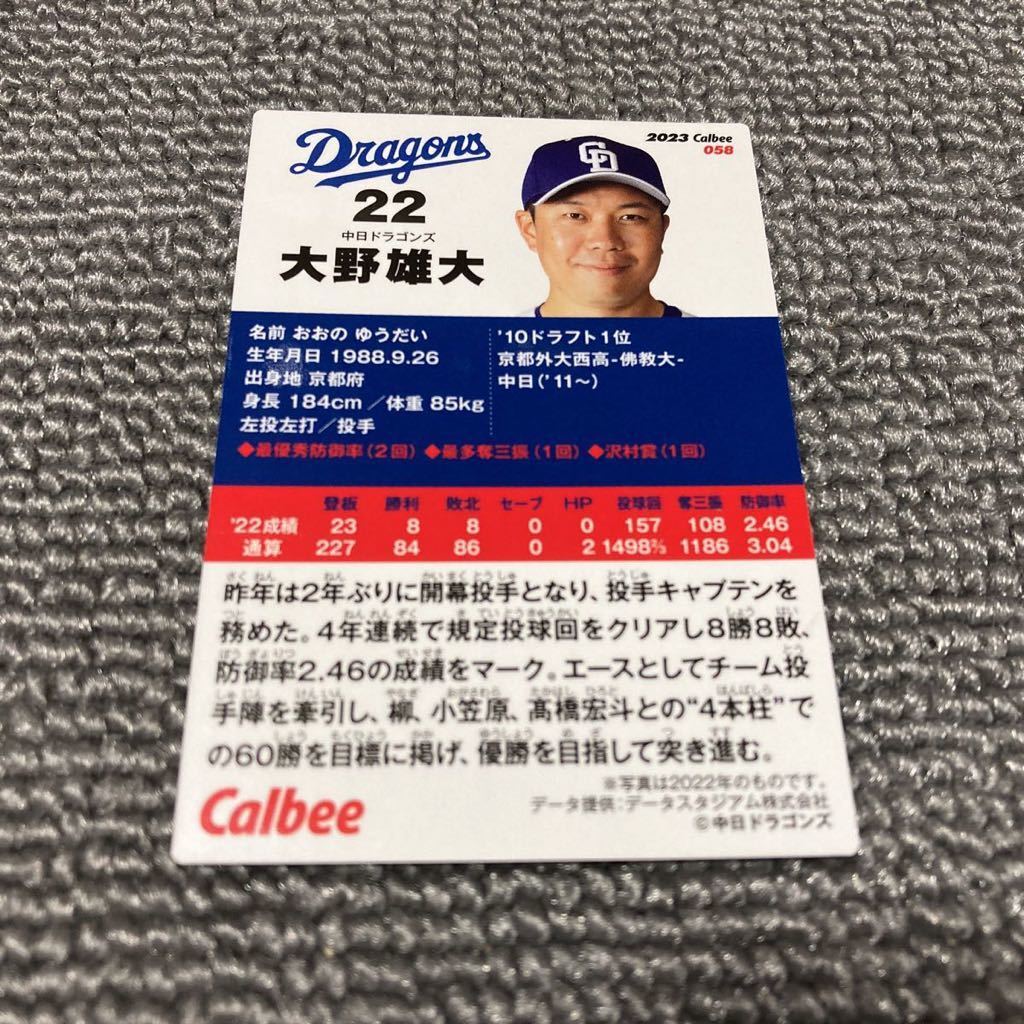 Dragons
2023 Calbee
058
22
中日ドラゴンズ
大野雄大
名前 おおの ゆうだい
生年月日 1988.9.26
出身地 京都府
身長 184cm／体重 85kg
左投左打／投手
'10ドラフト1位
京都外大西高-佛教大-
中日('11〜)
◆最優秀防御率(2回) ◆最多奪三振(1回) ◆沢村賞(1回)
登板 勝利 敗北 セーブ HP 投球回 奪三振 防御率
'22成績 23 8 8 0 0 157 108 2.46
通算 227 84 86 0 2 1498⅔ 1186 3.04
昨年は2年ぶりに開幕投手となり、投手キャプテンを
務めた。4年連続で規定投球回をクリアし8勝8敗、
防御率2.46の成績をマーク。エースとしてチーム投
手陣を牽引し、柳、小笠原、髙橋宏斗との"4本柱"で
の60勝を目標に掲げ、優勝を目指して突き進む。
※写真は2022年のものです。
データ提供:データスタジアム株式会社
©中日ドラゴンズ
Calbee